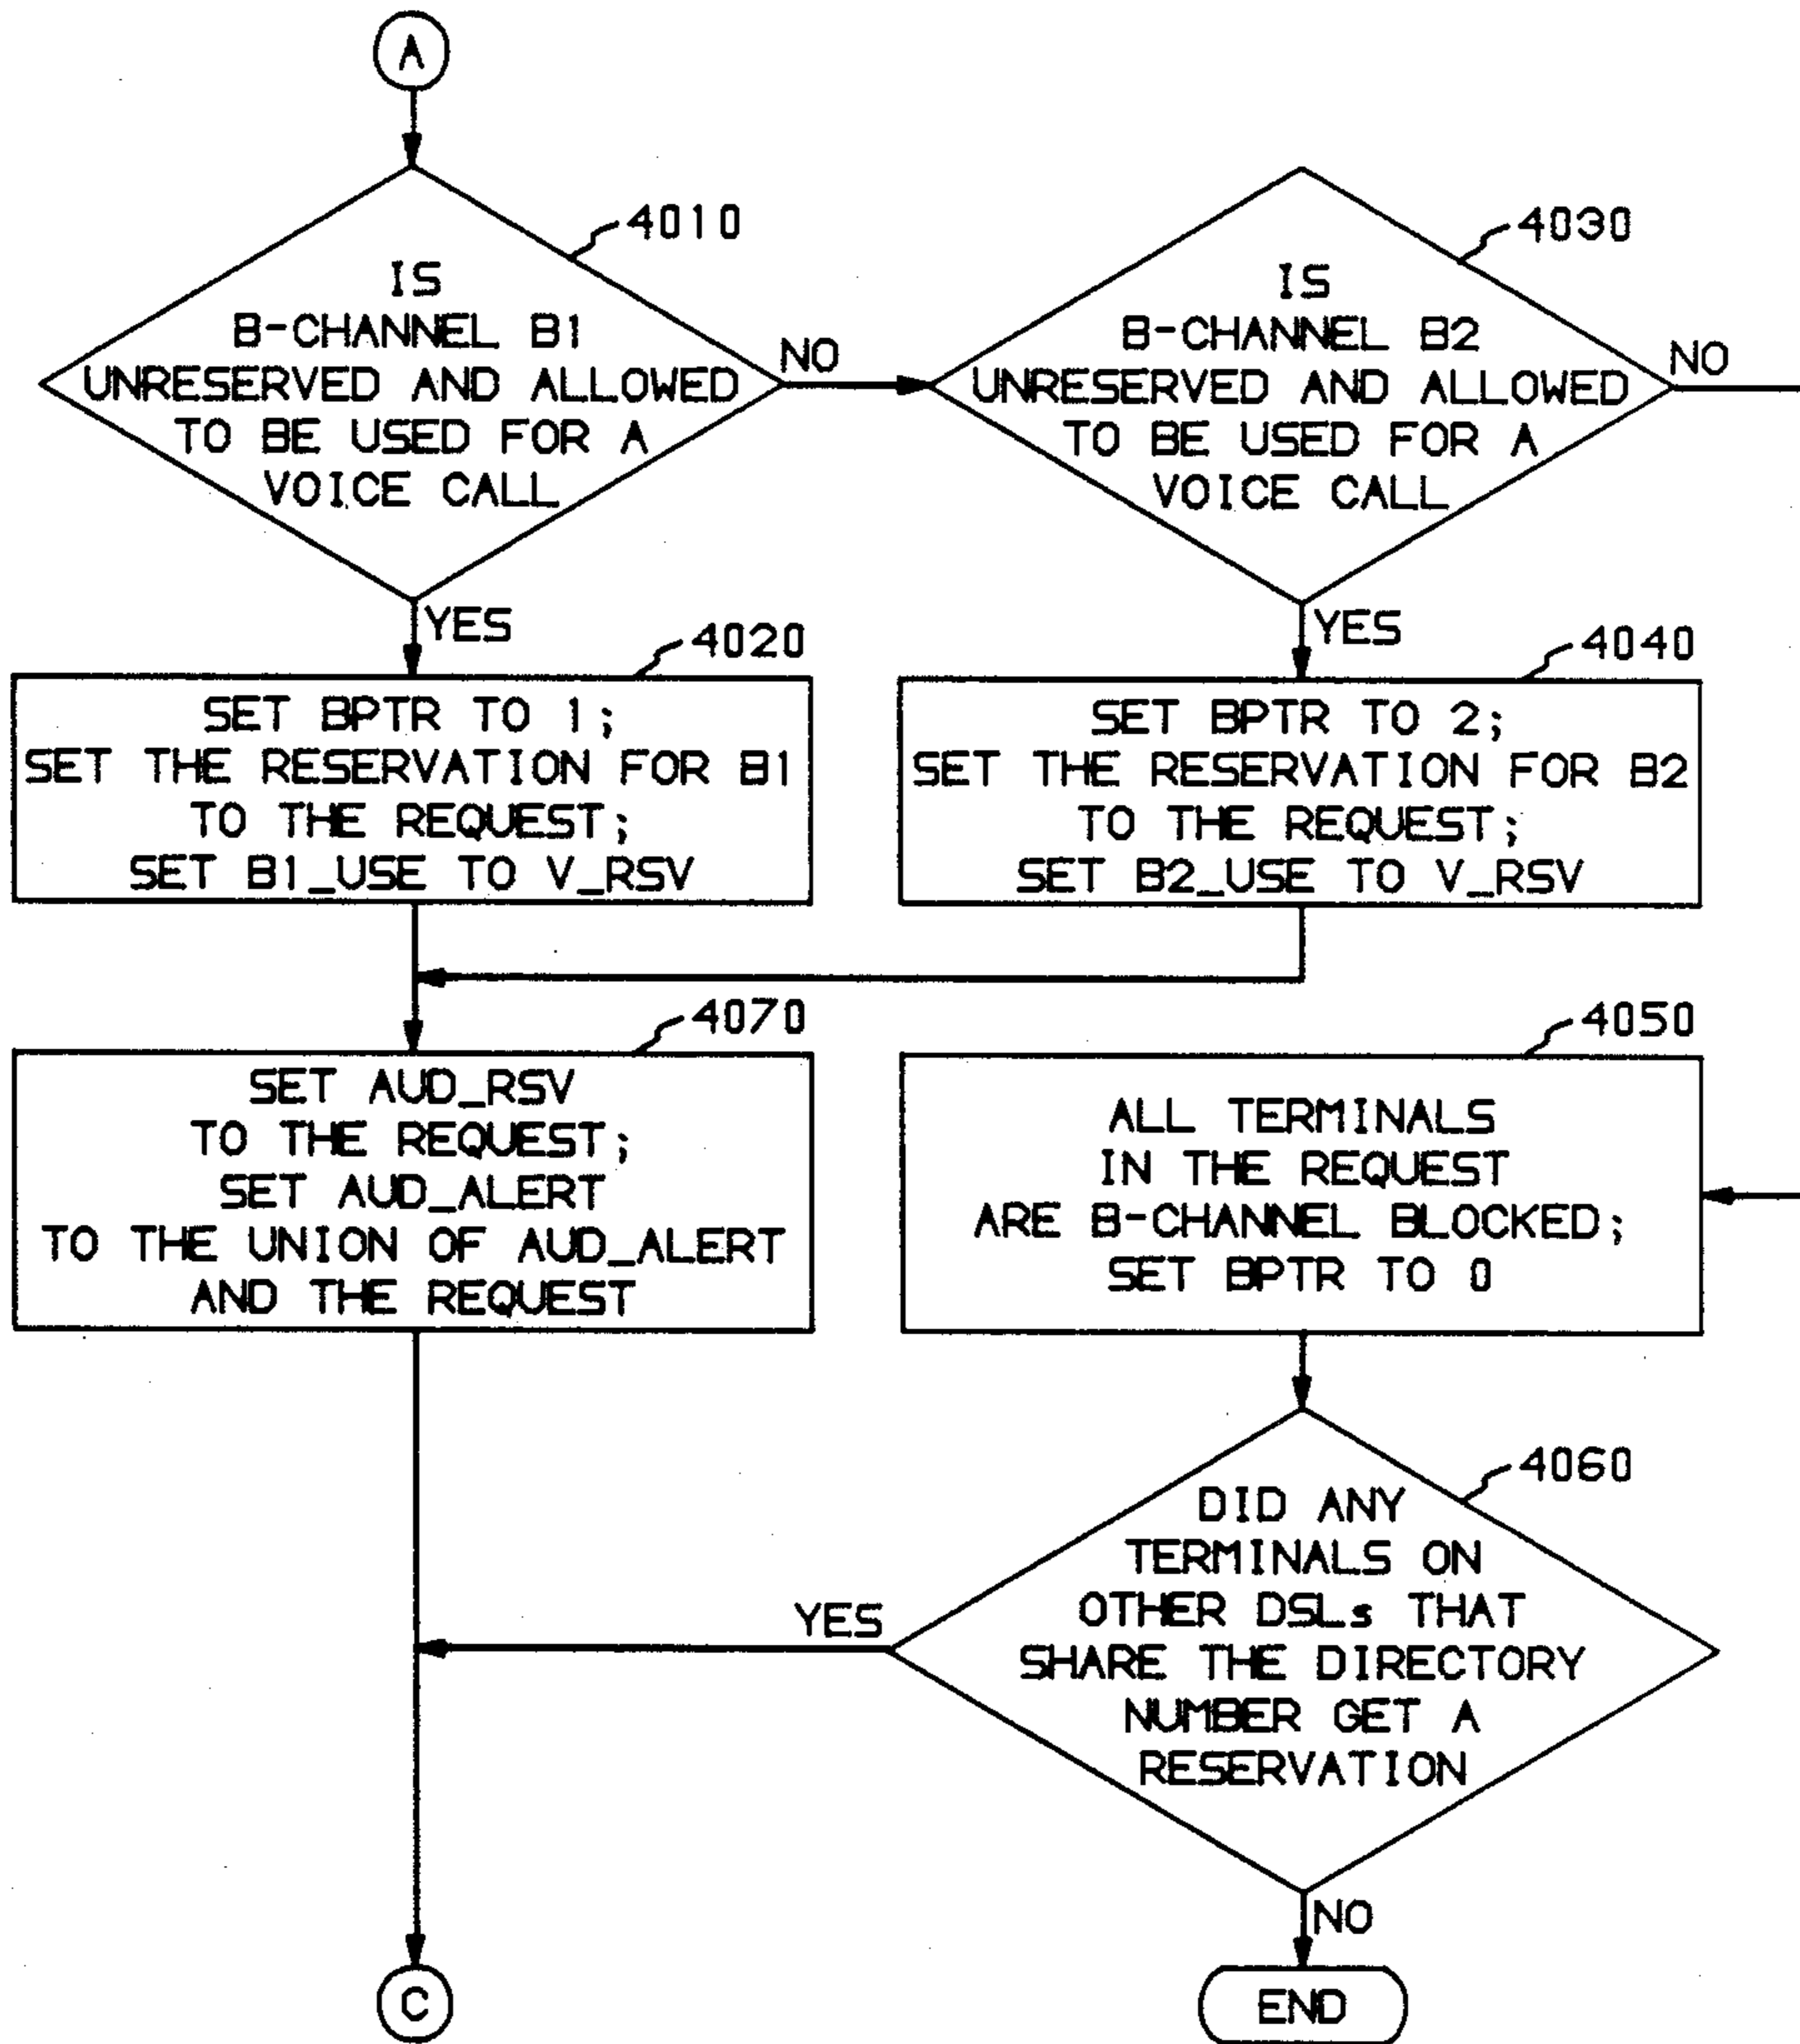 A
4010
IS
B-CHANNEL B1
UNRESERVED AND ALLOWED
TO BE USED FOR A
VOICE CALL
NO
YES
4030
IS
B-CHANNEL B2
UNRESERVED AND ALLOWED
TO BE USED FOR A
VOICE CALL
NO
YES
4020
SET BPTR TO 1;
SET THE RESERVATION FOR B1
TO THE REQUEST;
SET B1_USE TO V_RSV
4040
SET BPTR TO 2;
SET THE RESERVATION FOR B2
TO THE REQUEST;
SET B2_USE TO V_RSV
4070
SET AUD_RSV
TO THE REQUEST;
SET AUD_ALERT
TO THE UNION OF AUD_ALERT
AND THE REQUEST
4050
ALL TERMINALS
IN THE REQUEST
ARE B-CHANNEL BLOCKED;
SET BPTR TO 0
4060
DID ANY
TERMINALS ON
OTHER DSLs THAT
SHARE THE DIRECTORY
NUMBER GET A
RESERVATION
YES
NO
C
END